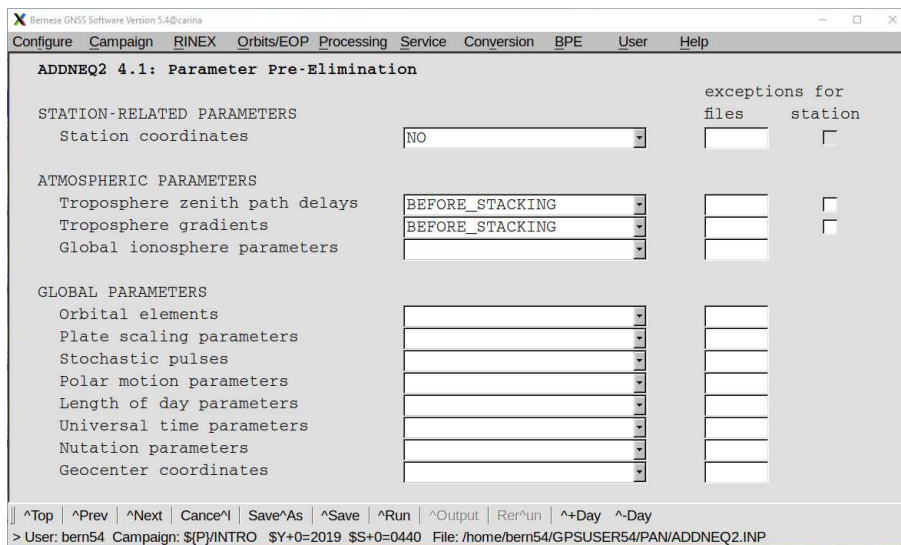 Bernese GNSS Software Version 5.4@carina
Configure Campaign RINEX Orbits/EOP Processing Service Conversion BPE User Help
ADDNEQ2 4.1: Parameter Pre-Elimination
exceptions for
STATION-RELATED PARAMETERS files station
Station coordinates NO
ATMOSPHERIC PARAMETERS
Troposphere zenith path delays BEFORE_STACKING
Troposphere gradients BEFORE_STACKING
Global ionosphere parameters
GLOBAL PARAMETERS
Orbital elements
Plate scaling parameters
Stochastic pulses
Polar motion parameters
Length of day parameters
Universal time parameters
Nutation parameters
Geocenter coordinates
^Top | ^Prev | ^Next | Cance^l | Save^As | ^Save | ^Run | ^Output | Rer^un | ^+Day ^-Day
> User: bern54 Campaign: ${P}/INTRO $Y+0=2019 $S+0=0440 File: /home/bern54/GPSUSER54/PAN/ADDNEQ2.INP